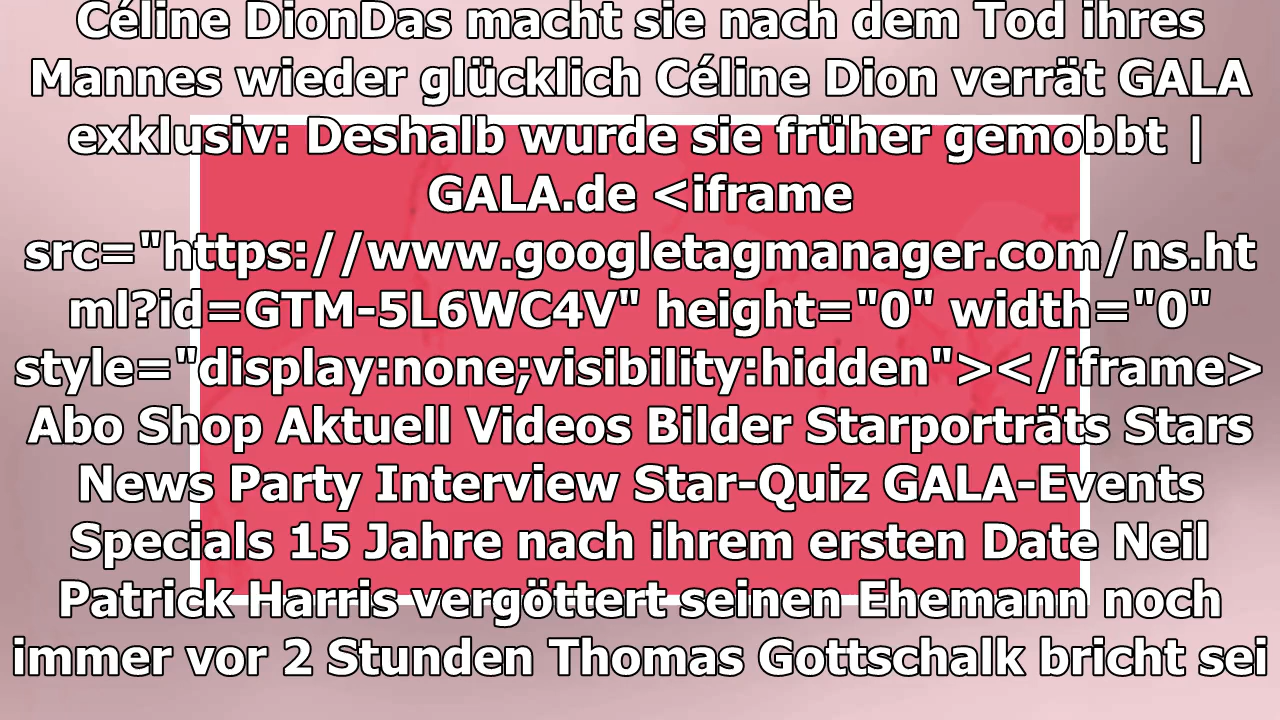 Céline DionDas macht sie nach dem Tod ihres
Mannes wieder glücklich Céline Dion verrät GALA
exklusiv: Deshalb wurde sie früher gemobbt |
GALA.de <iframe
src="https://www.googletagmanager.com/ns.ht
ml?id=GTM-5L6WC4V" height="0" width="0"
style="display:none;visibility:hidden"></iframe>
Abo Shop Aktuell Videos Bilder Starporträts Stars
News Party Interview Star-Quiz GALA-Events
Specials 15 Jahre nach ihrem ersten Date Neil
Patrick Harris vergöttert seinen Ehemann noch
immer vor 2 Stunden Thomas Gottschalk bricht sei